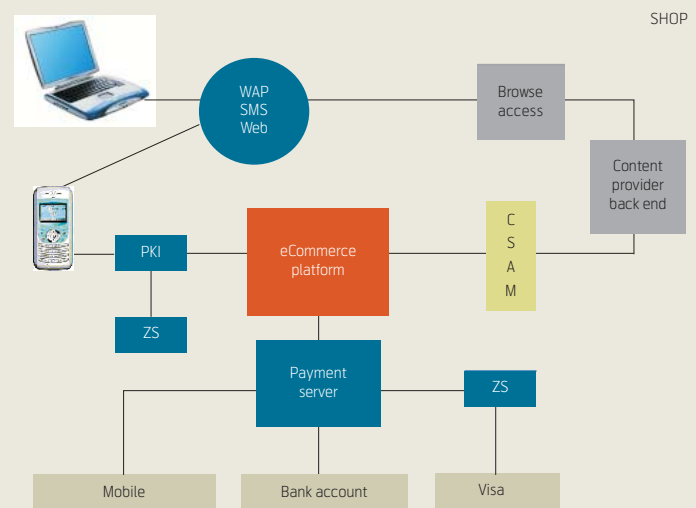 SHOP
WAP
SMS
Web
Browse
access
Content
provider
back end
PKI
eCommerce
platform
C
S
A
M
ZS
Payment
server
ZS
Mobile
Bank account
Visa